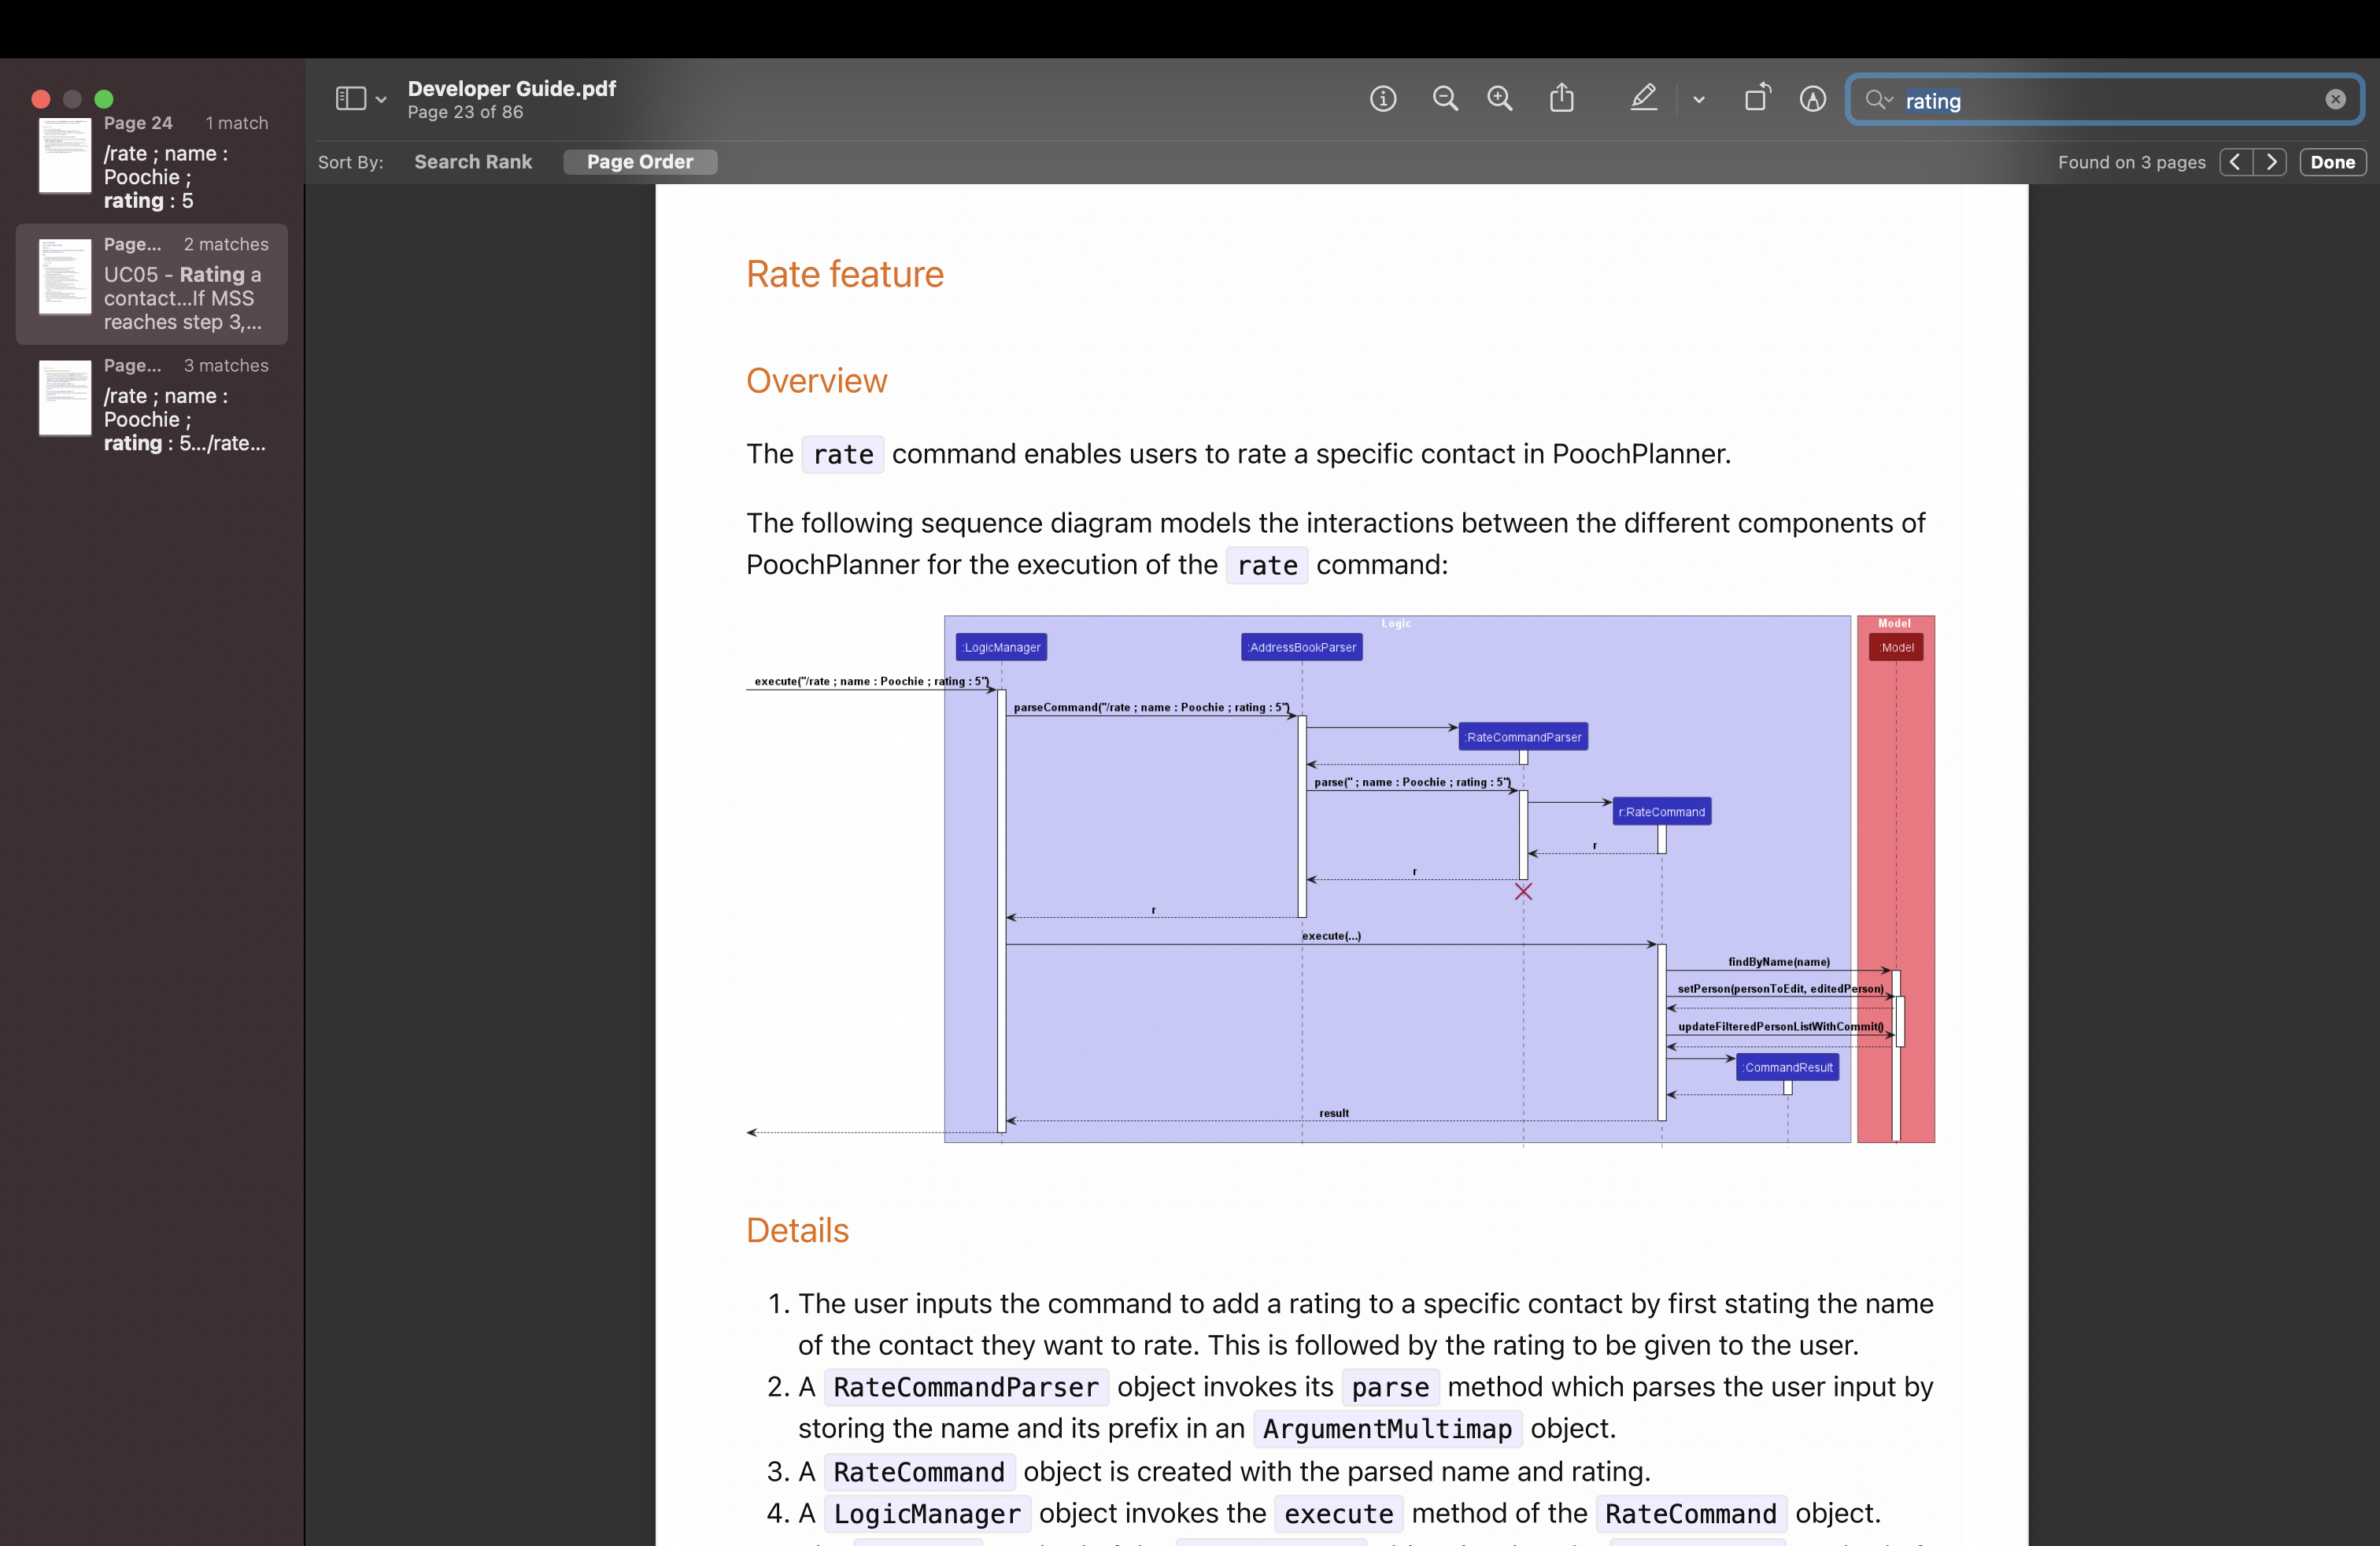 Page 24 1 match
/rate ; name :
Poochie ;
rating : 5
Page... 2 matches
UC05 - Rating a
contact...If MSS
reaches step 3,...
Page... 3 matches
/rate ; name :
Poochie ;
rating : 5.../rate...
Developer Guide.pdf
Page 23 of 86
rating
Sort By: Search Rank Page Order
Found on 3 pages
Done
Rate feature
Overview
The rate command enables users to rate a specific contact in PoochPlanner.
The following sequence diagram models the interactions between the different components of
PoochPlanner for the execution of the rate command:
Logic
Model
:LogicManager
:AddressBookParser
:Model
execute("/rate ; name : Poochie ; rating : 5")
parseCommand("/rate ; name : Poochie ; rating : 5")
:RateCommandParser
parse(" ; name : Poochie ; rating : 5")
r:RateCommand
r
r
r
execute(...)
findByName(name)
setPerson(personToEdit, editedPerson)
updateFilteredPersonListWithCommit()
:CommandResult
result
Details
1. The user inputs the command to add a rating to a specific contact by first stating the name
of the contact they want to rate. This is followed by the rating to be given to the user.
2. A RateCommandParser object invokes its parse method which parses the user input by
storing the name and its prefix in an ArgumentMultimap object.
3. A RateCommand object is created with the parsed name and rating.
4. A LogicManager object invokes the execute method of the RateCommand object.